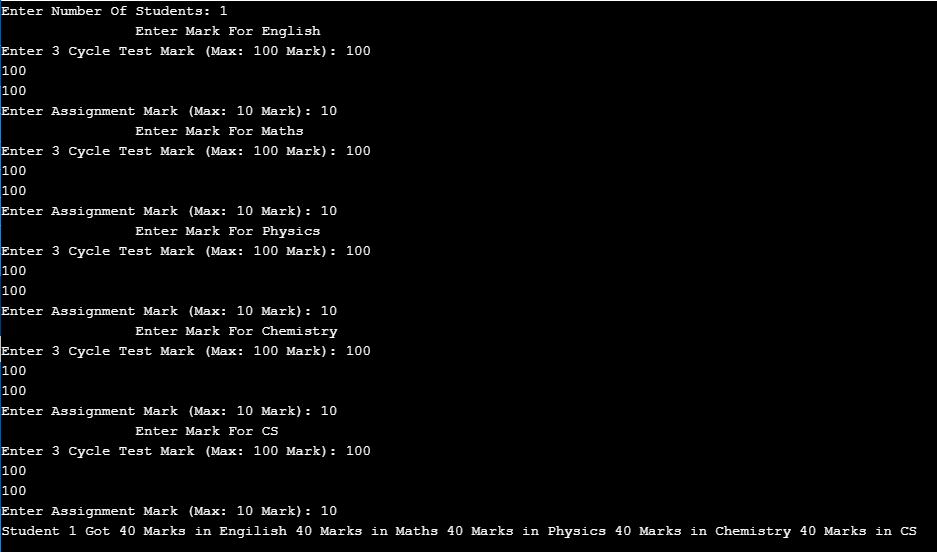 Enter Number Of Students: 1
Enter Mark For English
Enter 3 Cycle Test Mark (Max: 100 Mark): 100
100
100
Enter Assignment Mark (Max: 10 Mark): 10
Enter Mark For Maths
Enter 3 Cycle Test Mark (Max: 100 Mark): 100
100
100
Enter Assignment Mark (Max: 10 Mark): 10
Enter Mark For Physics
Enter 3 Cycle Test Mark (Max: 100 Mark): 100
100
100
Enter Assignment Mark (Max: 10 Mark): 10
Enter Mark For Chemistry
Enter 3 Cycle Test Mark (Max: 100 Mark): 100
100
100
Enter Assignment Mark (Max: 10 Mark): 10
Enter Mark For CS
Enter 3 Cycle Test Mark (Max: 100 Mark): 100
100
100
Enter Assignment Mark (Max: 10 Mark): 10
Student 1 Got 40 Marks in Engilish 40 Marks in Maths 40 Marks in Physics 40 Marks in Chemistry 40 Marks in CS